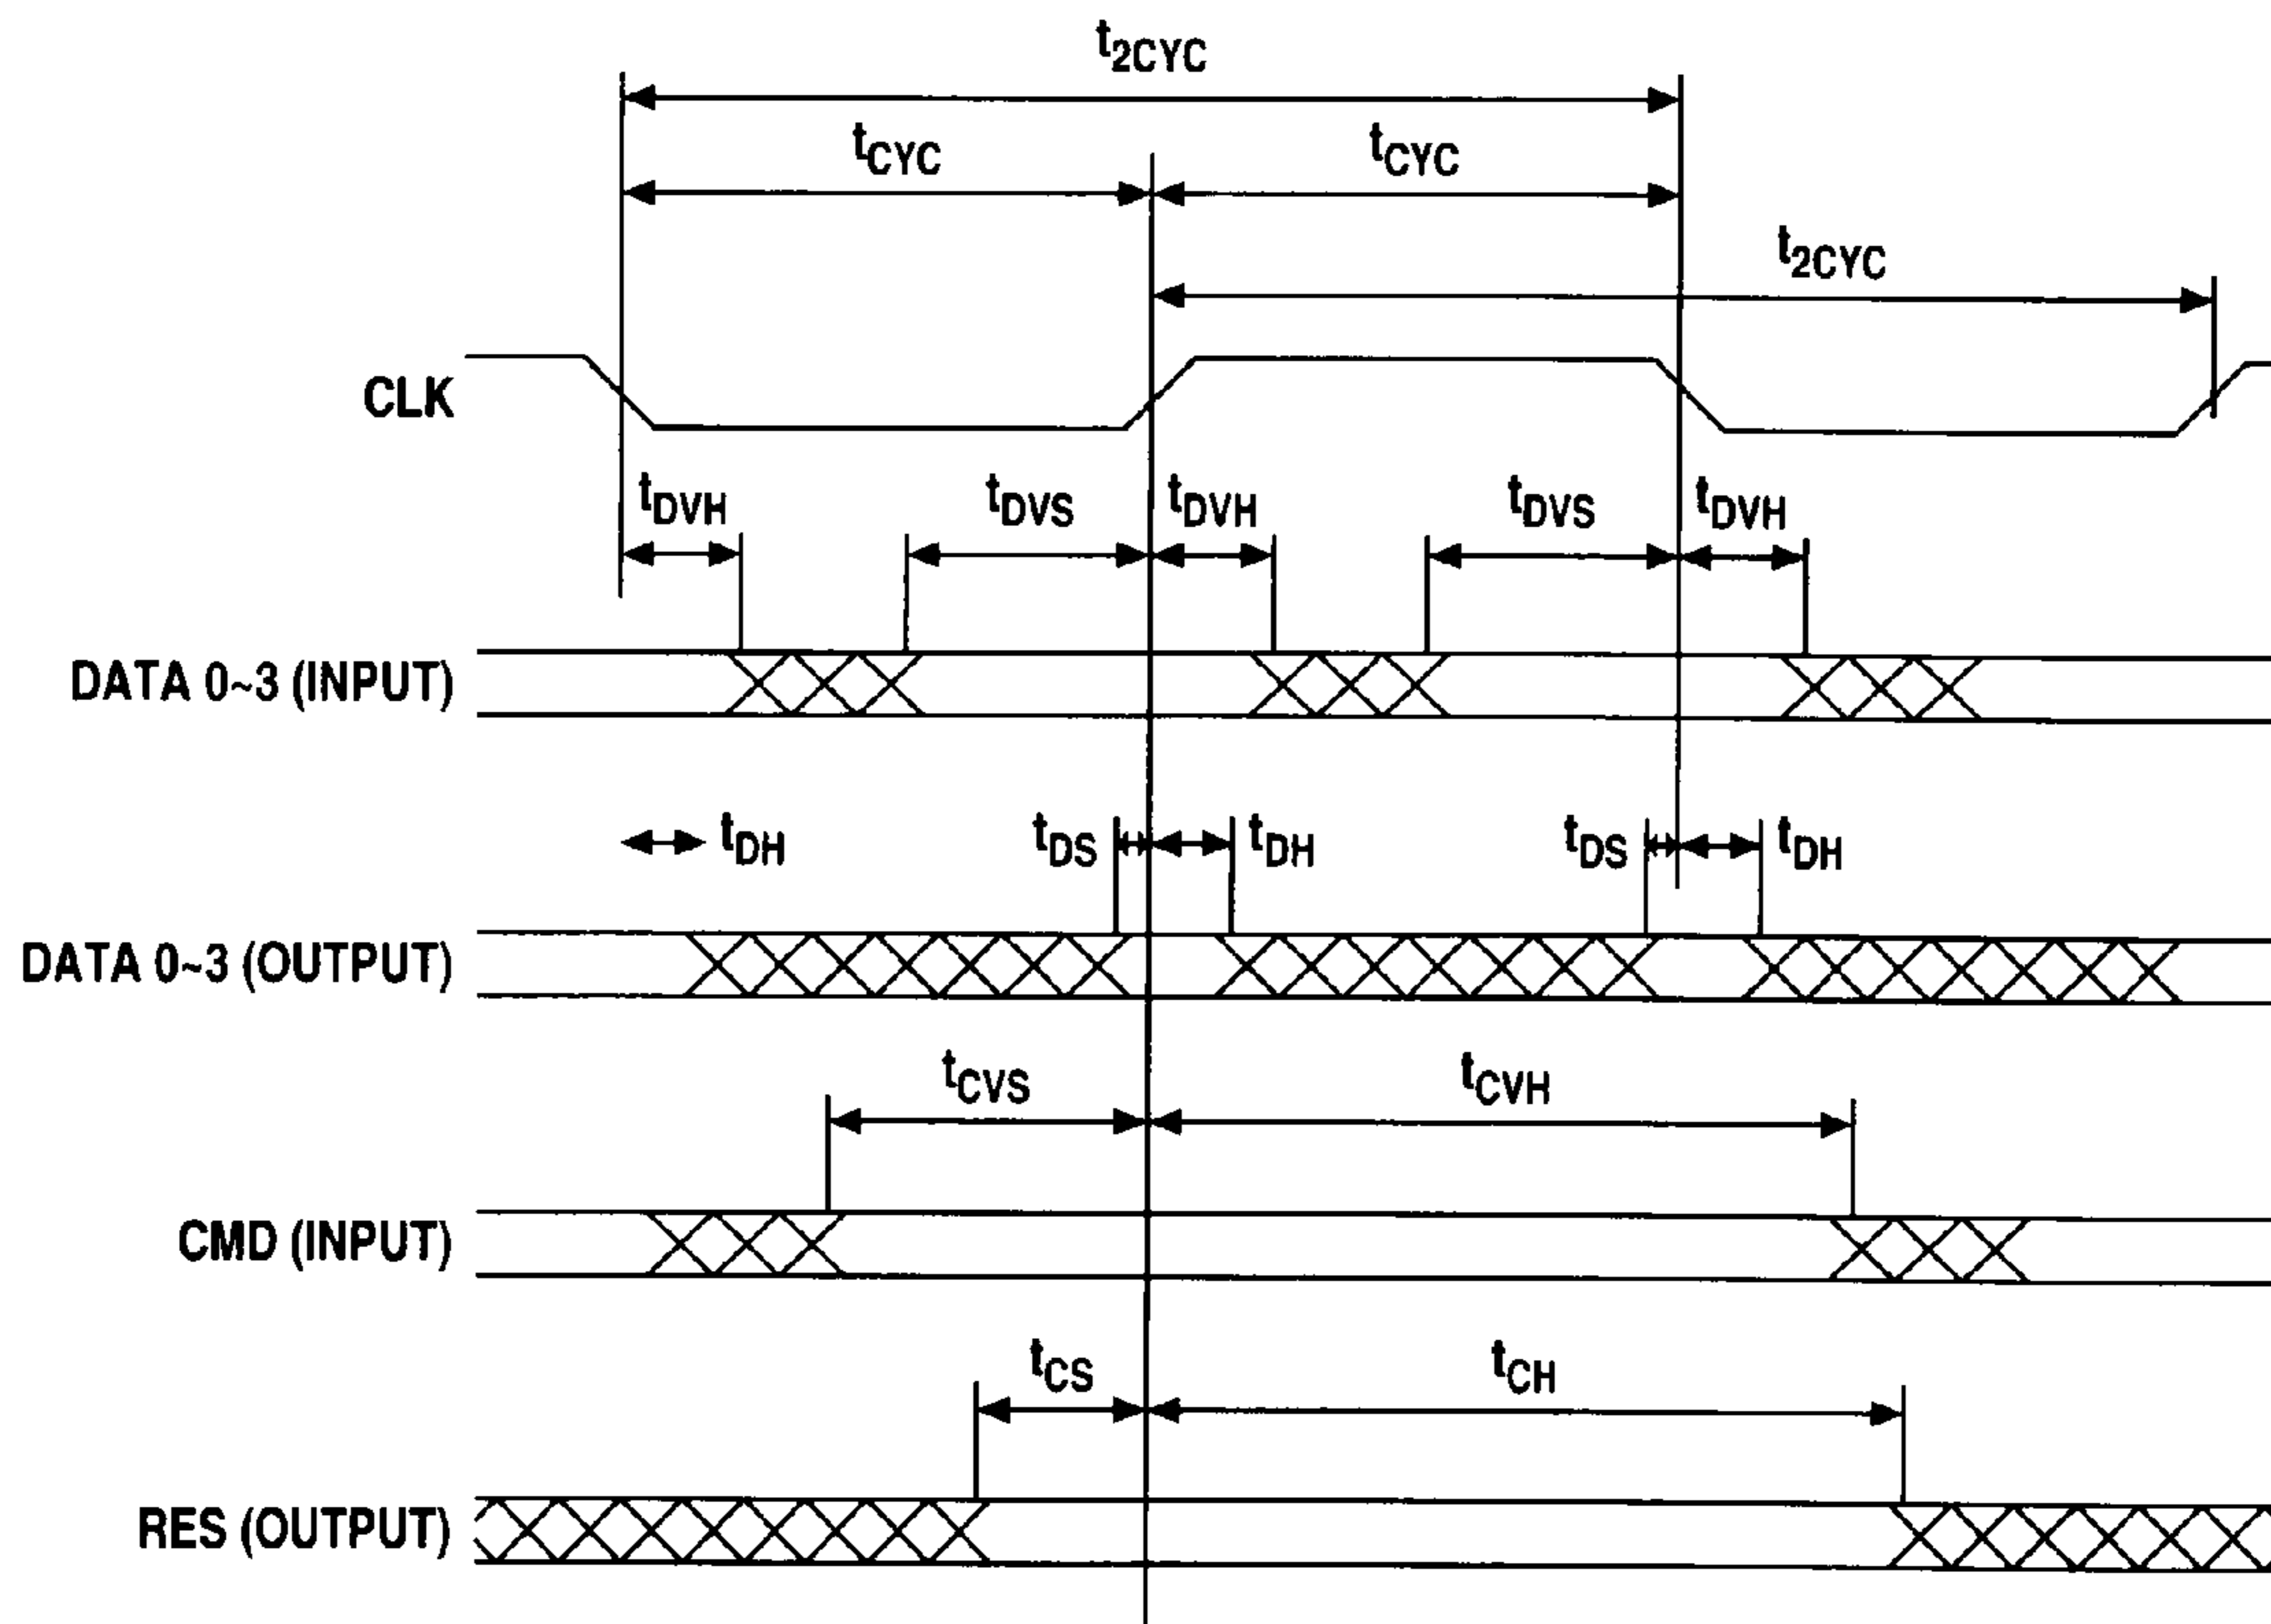 t2CYC
tCYC tCYC
t2CYC
CLK
tDVH tDVS tDVH tDVS tDVH
DATA 0~3 (INPUT)
tDH tDS tDH tDS tDH
DATA 0~3 (OUTPUT)
tCVS tCVH
CMD (INPUT)
tCS tCH
RES (OUTPUT)